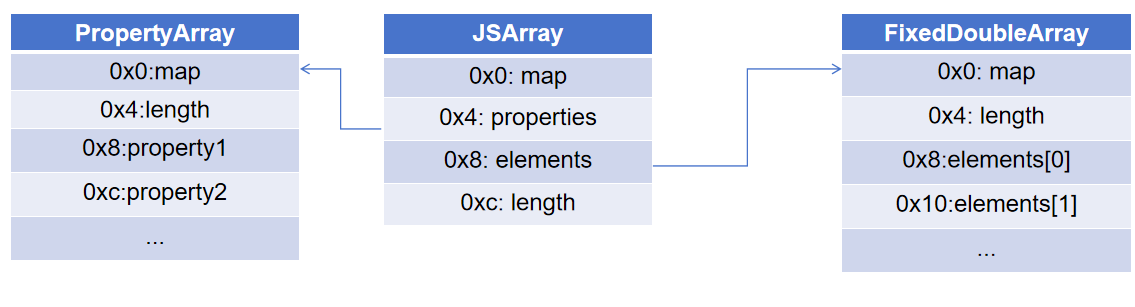 PropertyArray
0x0:map
0x4:length
0x8:property1
0xc:property2
...
JSArray
0x0: map
0x4: properties
0x8: elements
0xc: length
FixedDoubleArray
0x0: map
0x4: length
0x8:elements[0]
0x10:elements[1]
...